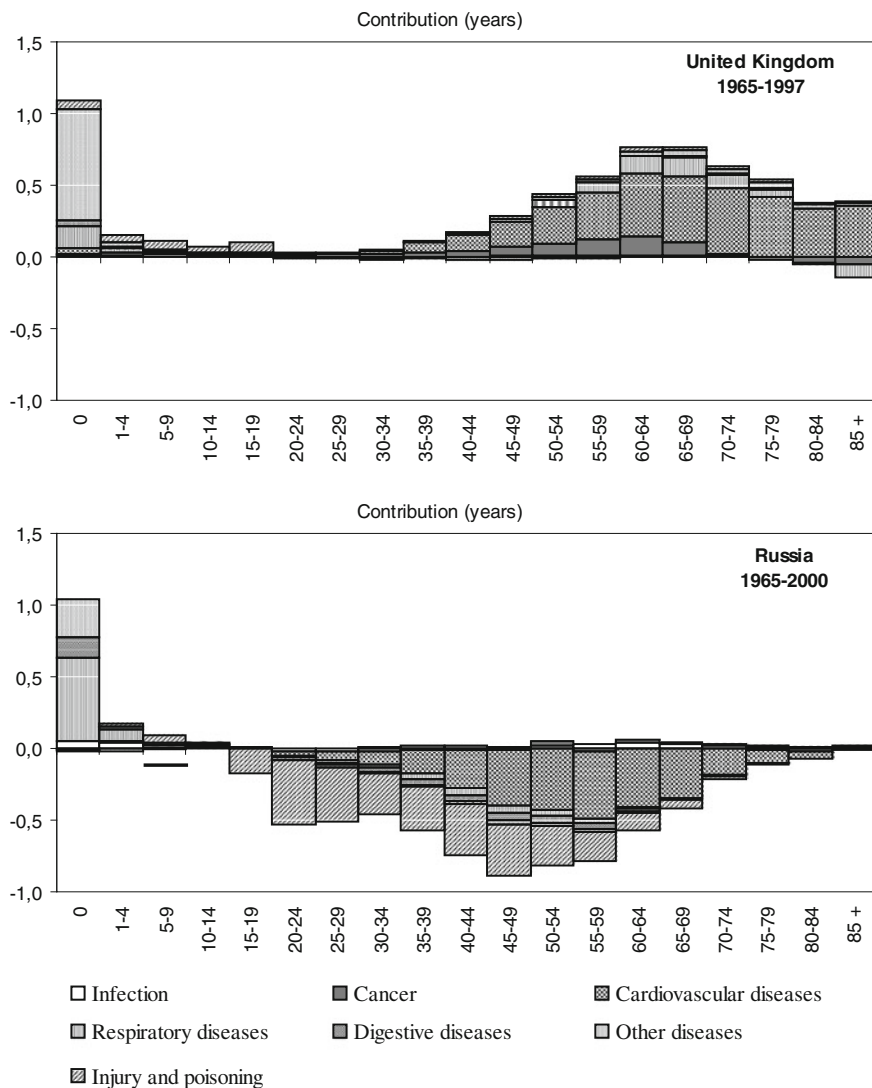 Contribution (years)
1,5
United Kingdom
1965-1997
1,0
0,5
0,0
-0,5
-1,0
0 1-4 5-9 10-14 15-19 20-24 25-29 30-34 35-39 40-44 45-49 50-54 55-59 60-64 65-69 70-74 75-79 80-84 85 +
Contribution (years)
1,5
Russia
1965-2000
1,0
0,5
0,0
-0,5
-1,0
0 1-4 5-9 10-14 15-19 20-24 25-29 30-34 35-39 40-44 45-49 50-54 55-59 60-64 65-69 70-74 75-79 80-84 85 +
Infection Cancer Cardiovascular diseases
Respiratory diseases Digestive diseases Other diseases
Injury and poisoning